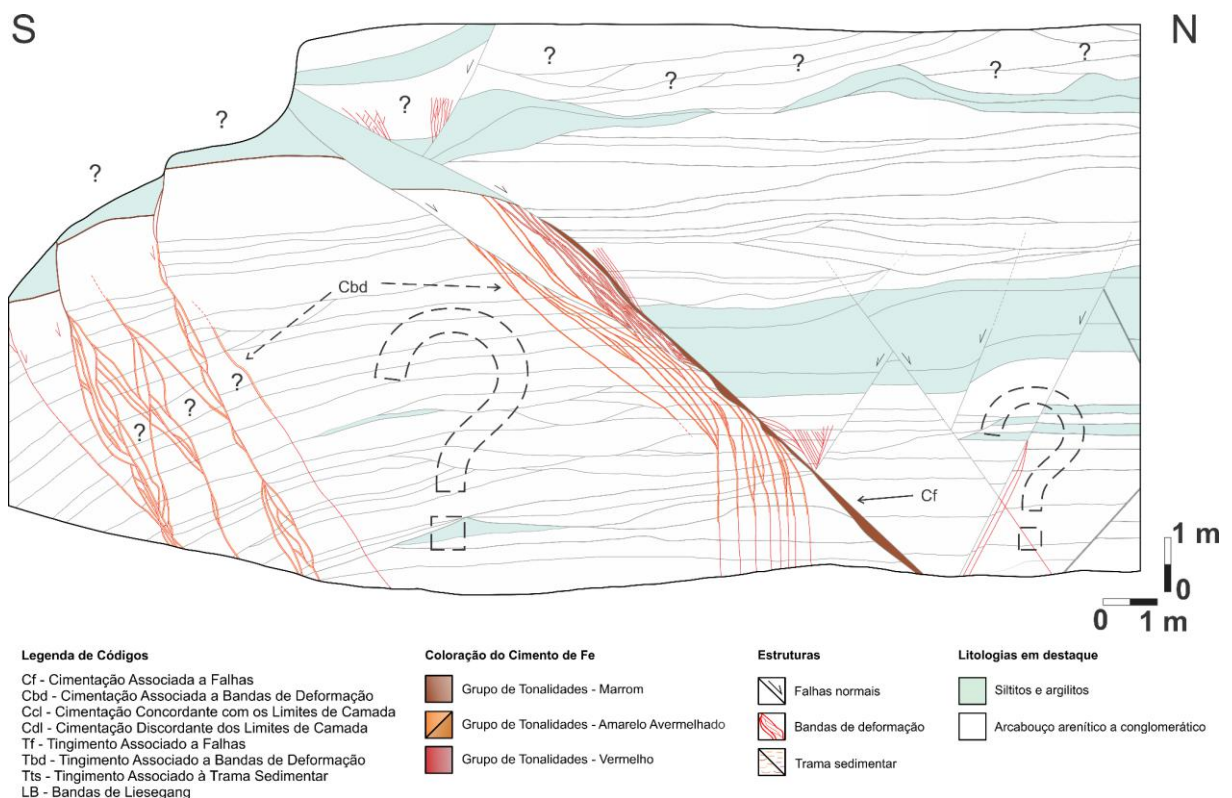 S
N
?
?
?
?
?
?
?
?
Cbd
?
?
?
Cf
1 m
0
0 1 m
Legenda de Códigos
Cf - Cimentação Associada a Falhas
Cbd - Cimentação Associada a Bandas de Deformação
Ccl - Cimentação Concordante com os Limites de Camada
Cdl - Cimentação Discordante dos Limites de Camada
Tf - Tingimento Associado a Falhas
Tbd - Tingimento Associado a Bandas de Deformação
Tts - Tingimento Associado à Trama Sedimentar
LB - Bandas de Liesegang
Coloração do Cimento de Fe
Grupo de Tonalidades - Marrom
Grupo de Tonalidades - Amarelo Avermelhado
Grupo de Tonalidades - Vermelho
Estruturas
Falhas normais
Bandas de deformação
Trama sedimentar
Litologias em destaque
Siltitos e argilitos
Arcabouço arenítico a conglomerático